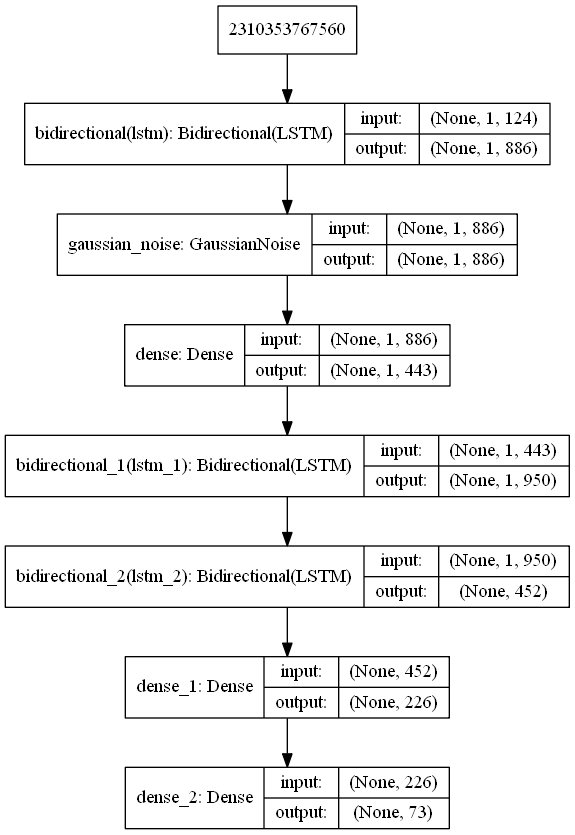 2310353767560
bidirectional(lstm): Bidirectional(LSTM)
input: (None, 1, 124)
output: (None, 1, 886)
gaussian_noise: GaussianNoise
input: (None, 1, 886)
output: (None, 1, 886)
dense: Dense
input: (None, 1, 886)
output: (None, 1, 443)
bidirectional_1(lstm_1): Bidirectional(LSTM)
input: (None, 1, 443)
output: (None, 1, 950)
bidirectional_2(lstm_2): Bidirectional(LSTM)
input: (None, 1, 950)
output: (None, 452)
dense_1: Dense
input: (None, 452)
output: (None, 226)
dense_2: Dense
input: (None, 226)
output: (None, 73)